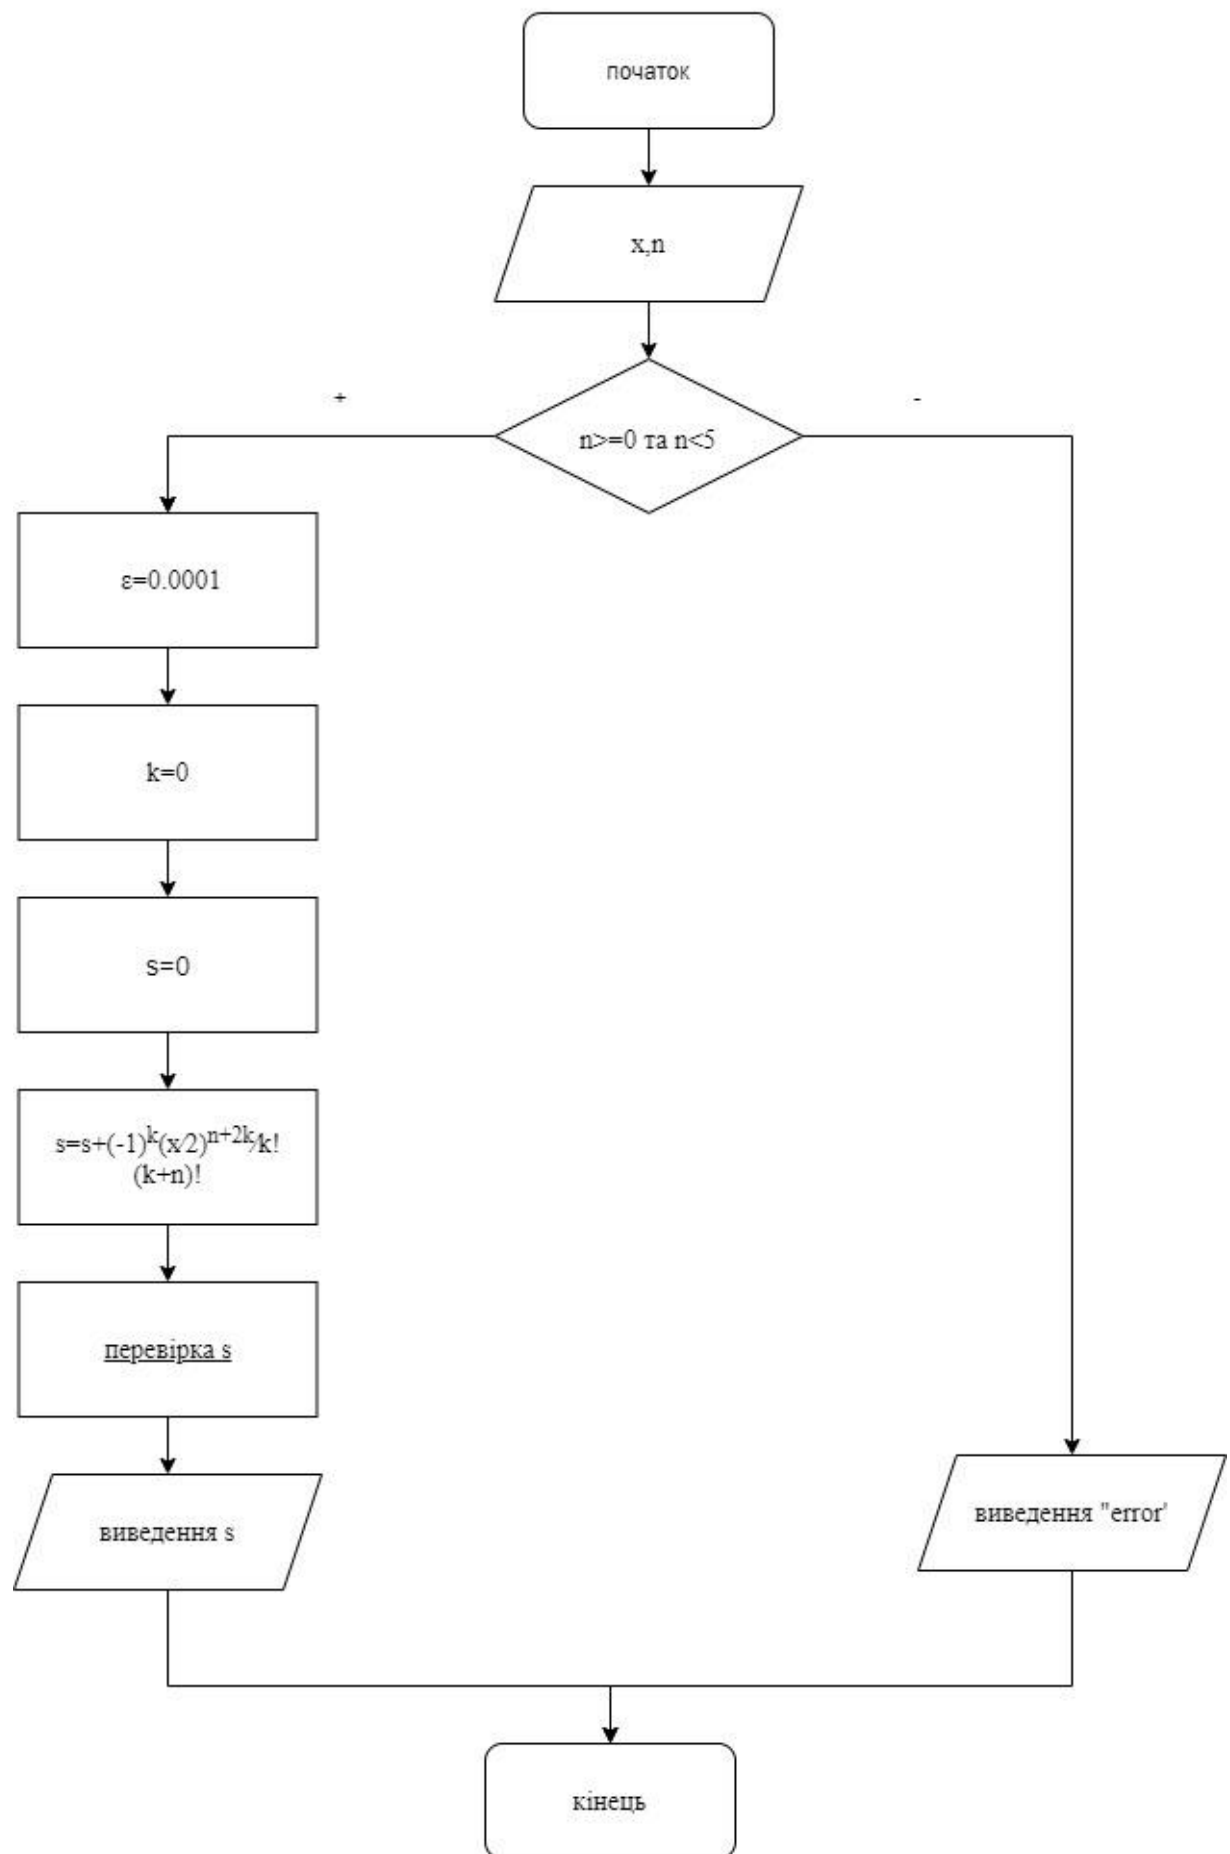 початок
x,n
+
-
n>=0 та n<5
ε=0.0001
k=0
s=0
s=s+(-1)^k(x/2)^n+2k/k!
(k+n)!
перевірка s
виведення s
виведення "error'
кінець